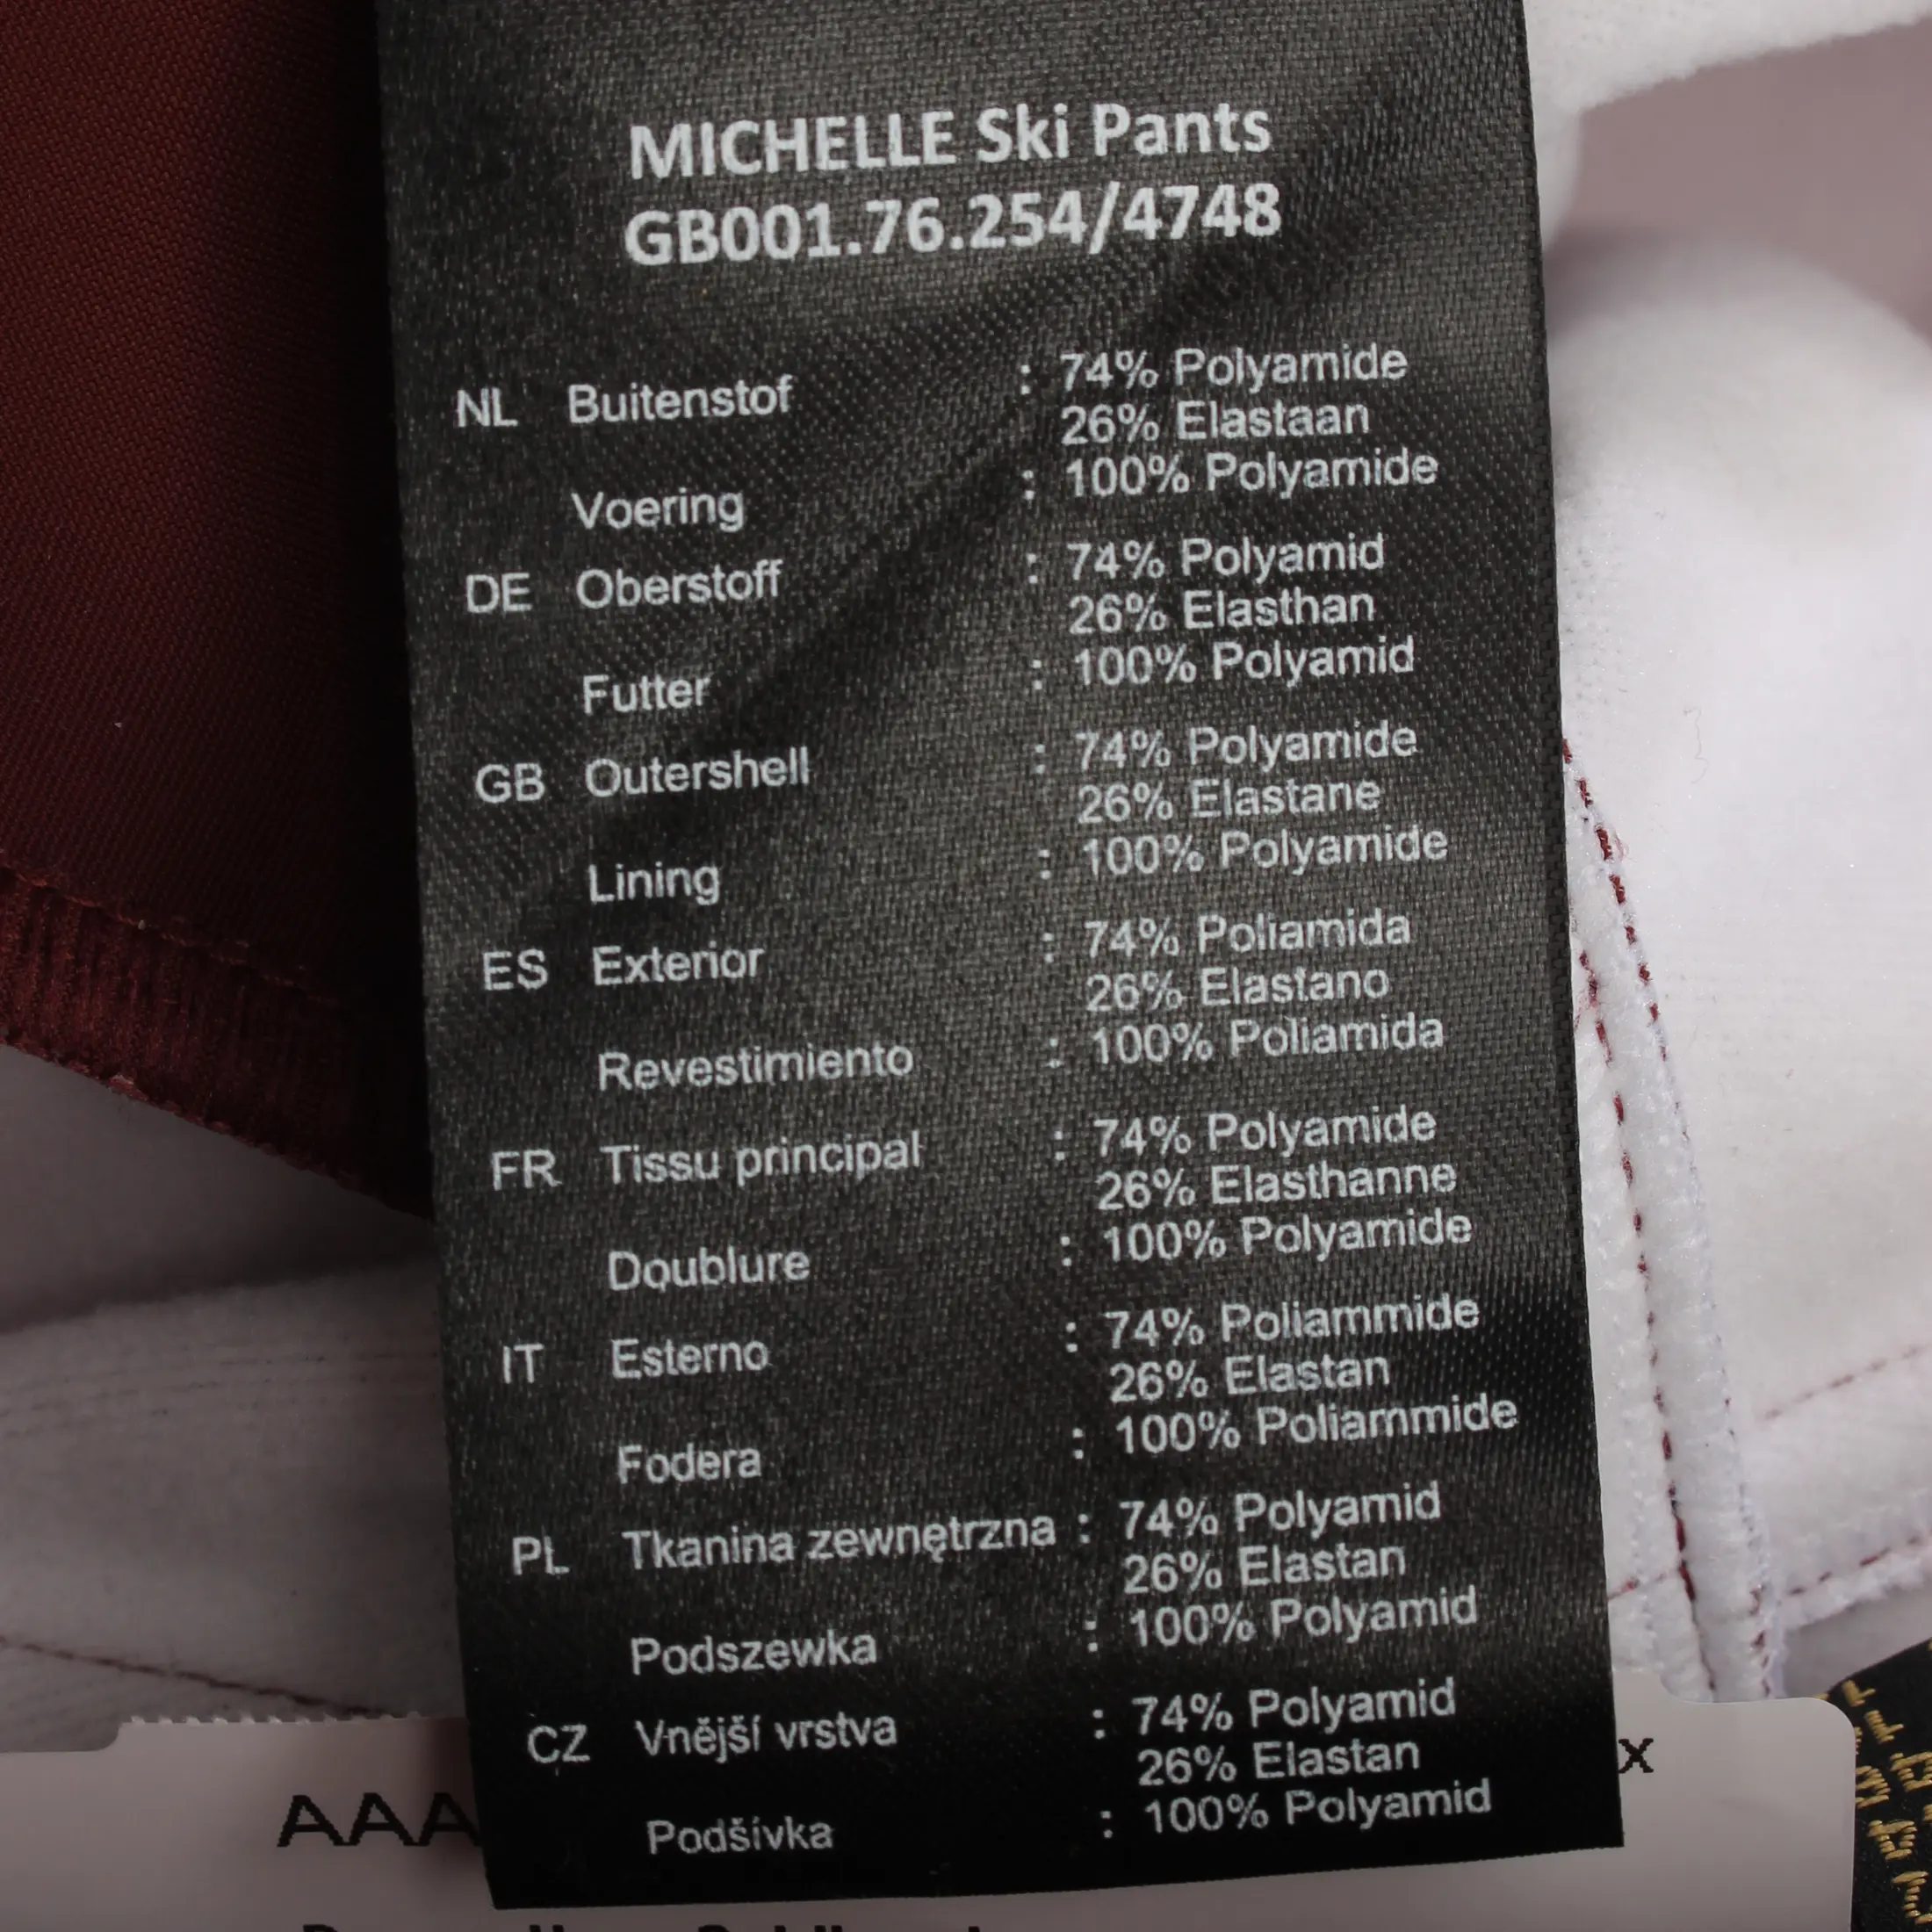 MICHELLE Ski Pants
GB001.76.254/4748
NL Buitenstof : 74% Polyamide
26% Elastaan
Voering : 100% Polyamide
DE Oberstoff : 74% Polyamid
26% Elasthan
Futter : 100% Polyamid
GB Outershell : 74% Polyamide
26% Elastane
Lining : 100% Polyamide
ES Exterior : 74% Poliamida
26% Elastano
Revestimiento : 100% Poliamida
FR Tissu principal : 74% Polyamide
26% Elasthanne
Doublure : 100% Polyamide
IT Esterno : 74% Poliammide
26% Elastan
Fodera : 100% Poliammide
PL Tkanina zewnętrzna : 74% Polyamid
26% Elastan
Podszewka : 100% Polyamid
CZ Vnější vrstva : 74% Polyamid
26% Elastan
Podšívka : 100% Polyamid
AAA
x